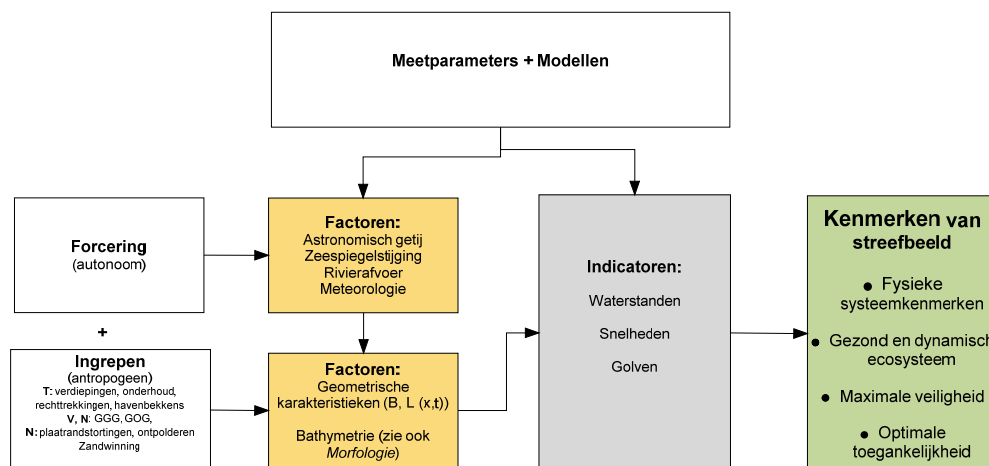 Meetparameters + Modellen
Forcering
(autonoom)
+
Ingrepen
(antropogeen)
T: verdiepingen, onderhoud,
rechttrekkingen, havenbekkens
V, N: GGG, GOG,
N: plaatrandstortingen, ontpolderen
Zandwinning
Factoren:
Astronomisch getij
Zeespiegelstijging
Rivierafvoer
Meteorologie
Factoren:
Geometrische
karakteristieken (B, L (x,t))
Bathymetrie (zie ook
Morfologie)
Indicatoren:
Waterstanden
Snelheden
Golven
Kenmerken van
streefbeeld
● Fysieke
systeemkenmerken
● Gezond en dynamisch
ecosysteem
● Maximale veiligheid
● Optimale
toegankelijkheid